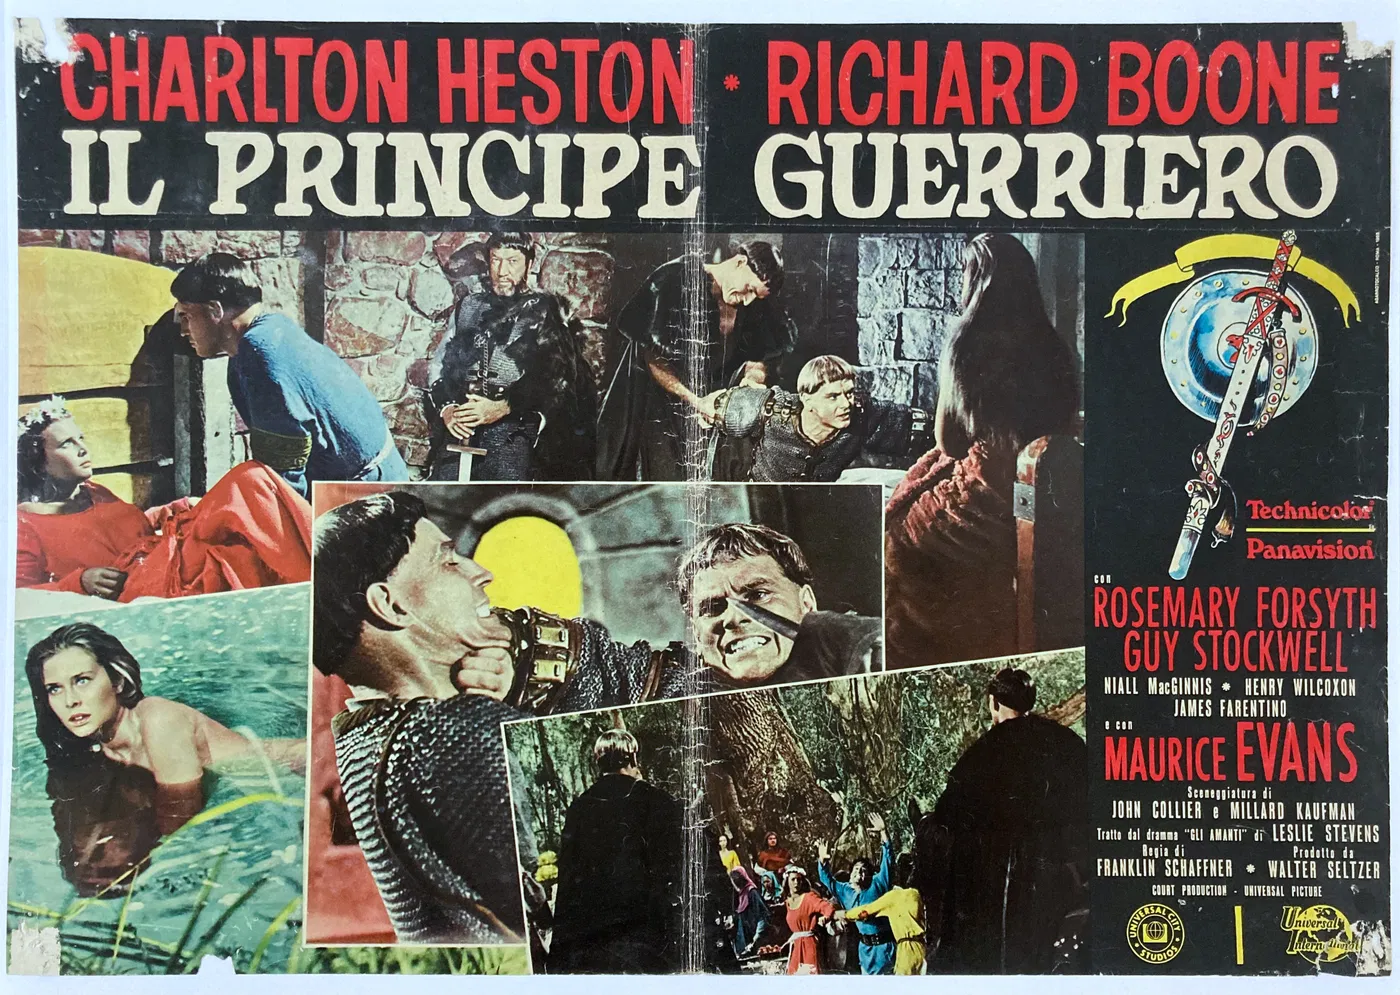 CHARLTON HESTON * RICHARD BOONE
IL PRINCIPE GUERRIERO
Technicolor
Panavision
con
ROSEMARY FORSYTH
GUY STOCKWELL
NIALL MacGINNIS * HENRY WILCOXON
JAMES FARENTINO
e con
MAURICE EVANS
Sceneggiatura di
JOHN COLLIER e MILLARD KAUFMAN
Tratto dal dramma "GLI AMANTI" di LESLIE STEVENS
Regia di Prodotto da
FRANKLIN SCHAFFNER * WALTER SELTZER
COURT PRODUCTION - UNIVERSAL PICTURE
UNIVERSAL CITY
STUDIOS
Universal
International